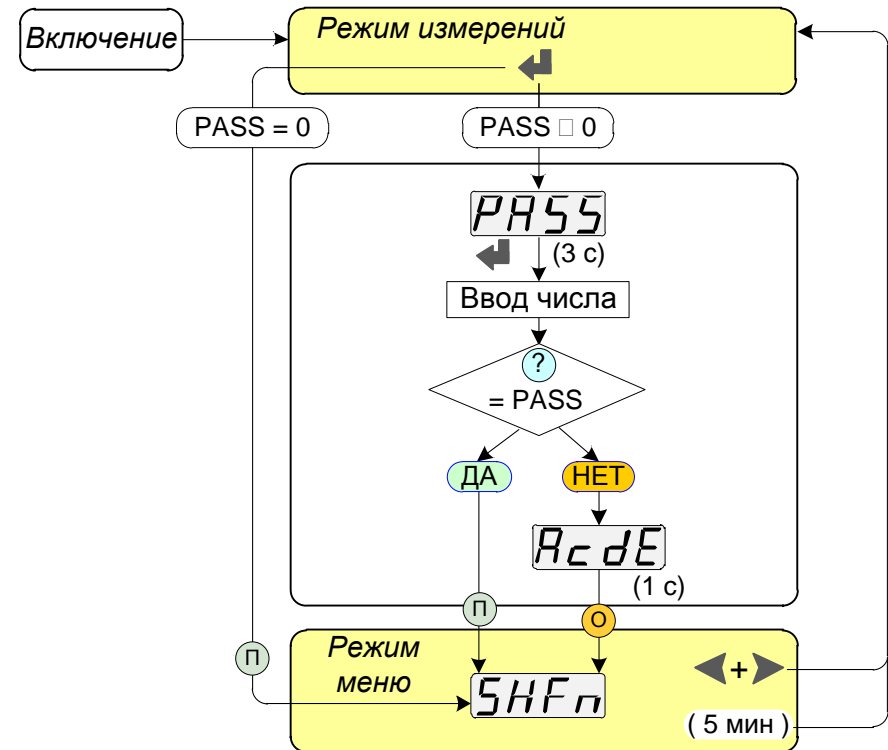 Включение
Режим измерений
PASS = 0
PASS □ 0
PASS
(3 с)
Ввод числа
?
= PASS
ДА
НЕТ
AcdE
(1 с)
П
О
П
Режим
меню
SHFn
+
( 5 мин )